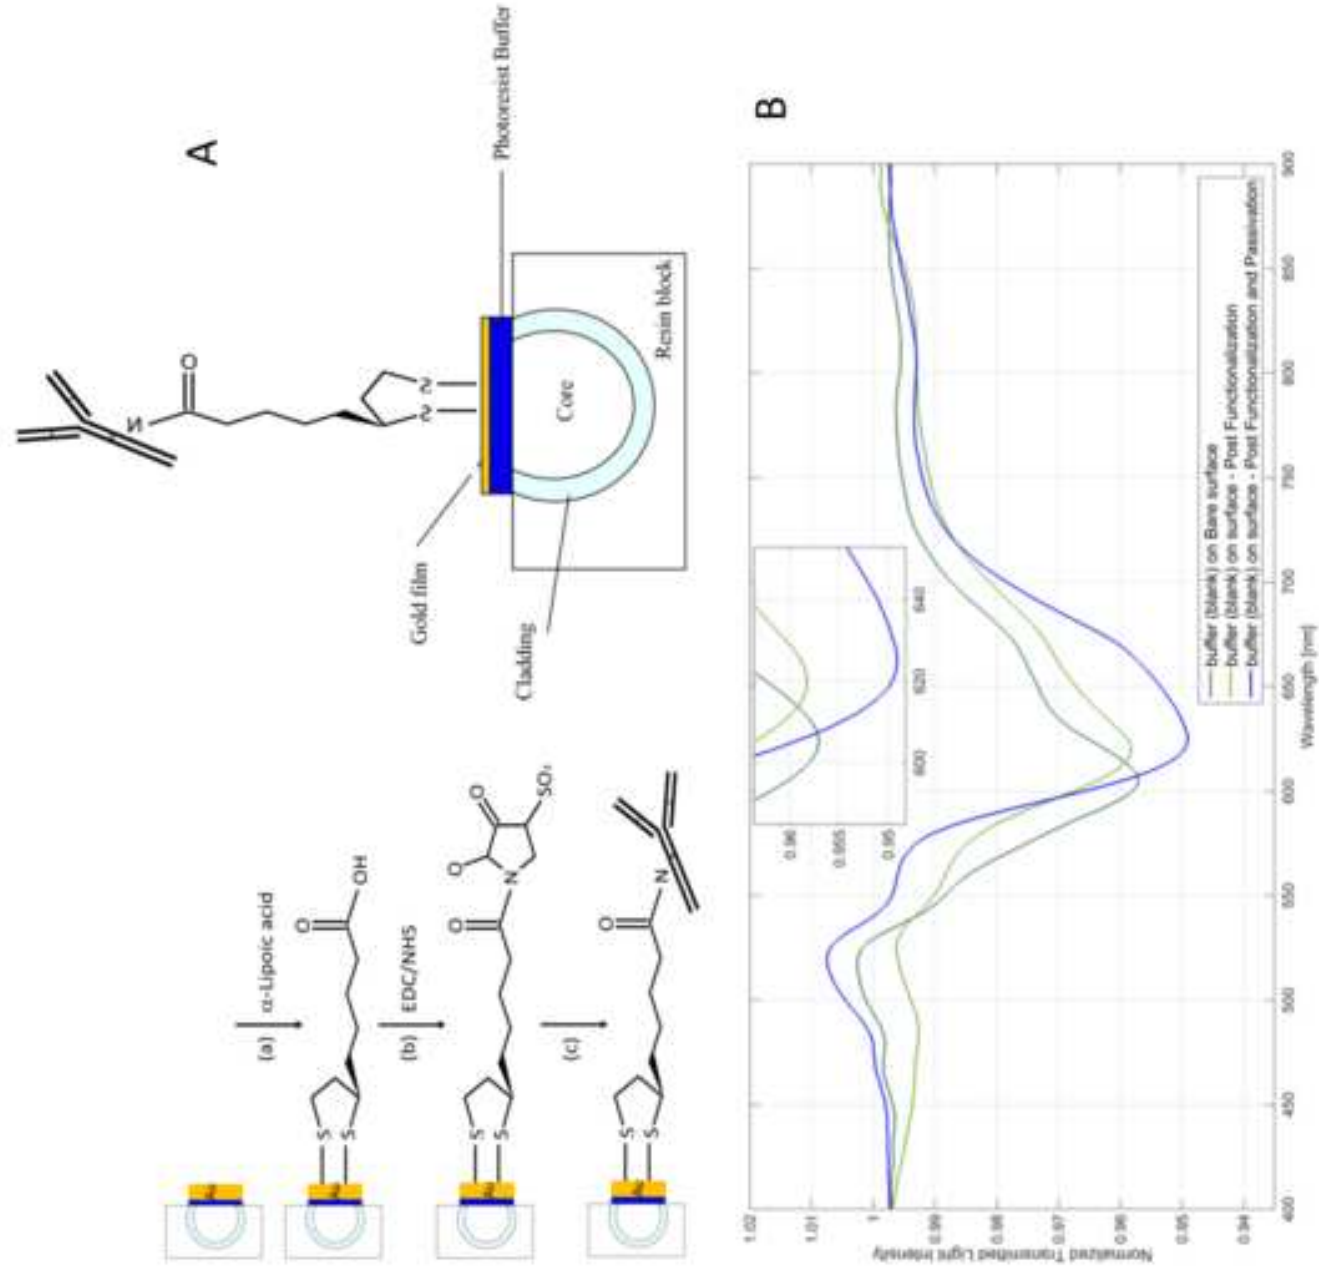 A
(a) α-Lipoic acid
S
S
O
OH
(b) EDC/NHS
S
S
O
N
O
O
SO₃
(c)
S
S
O
N
N
O
Gold film
Cladding
Core
Resin block
Photoresist Buffer
B
1.02
1.01
1
0.99
0.98
0.97
0.96
0.95
0.94
Normalized Transmitted Light Intensity
400
450
500
550
600
650
700
750
800
850
900
Wavelength [nm]
0.96
0.955
0.95
600
620
640
buffer (blank) on Bare surface
buffer (blank) on surface - Post Functionalization
buffer (blank) on surface - Post Functionalization and Passivation